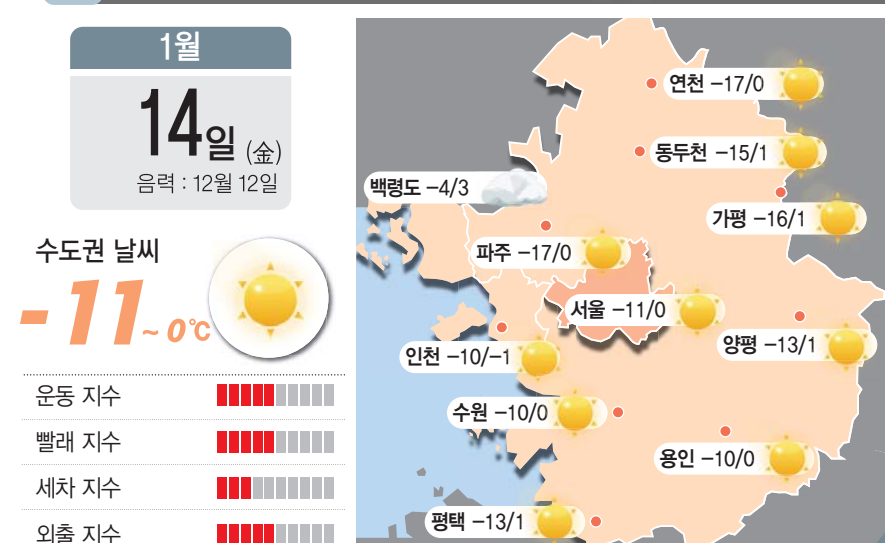 1월
14일 (金)
음력 : 12월 12일
수도권 날씨
-11~ 0℃
운동 지수
빨래 지수
세차 지수
외출 지수
연천 -17/0
동두천 -15/1
백령도 -4/3
가평 -16/1
파주 -17/0
서울 -11/0
양평 -13/1
인천 -10/-1
수원 -10/0
용인 -10/0
평택 -13/1